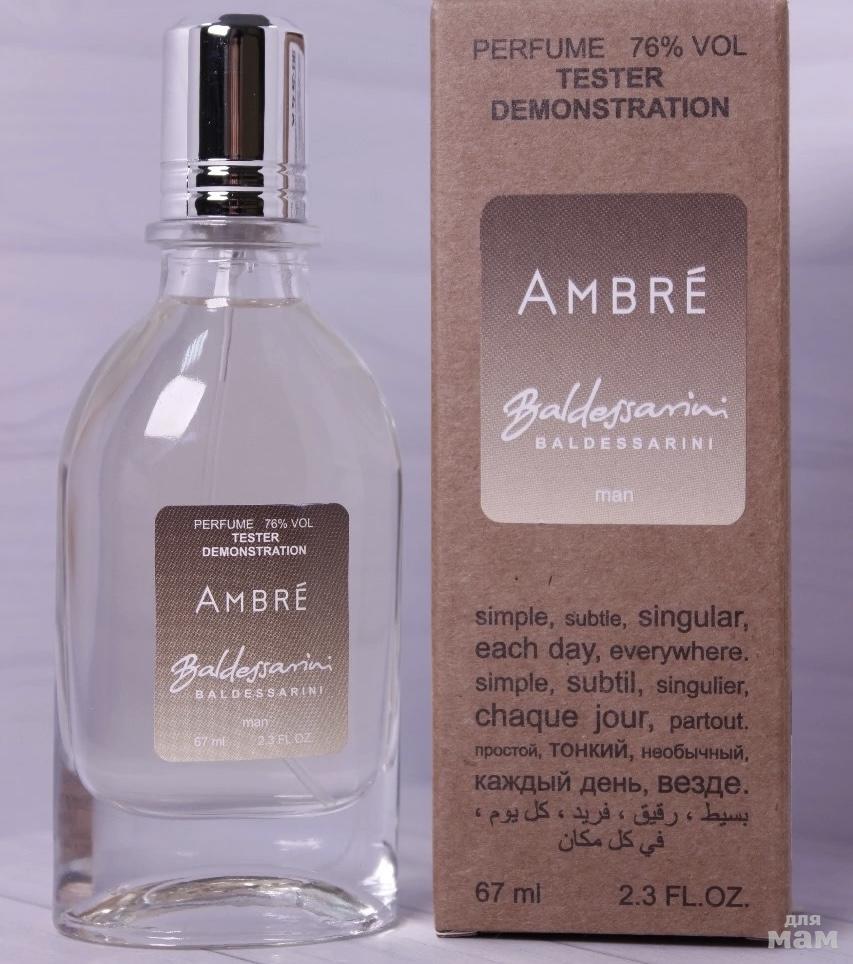 PERFUME 76% VOL
TESTER
DEMONSTRATION
AMBRÉ
Baldessarini
BALDESSARINI
man
67 ml 2.3 FL.OZ.
PERFUME 76% VOL
TESTER
DEMONSTRATION
AMBRÉ
Baldessarini
BALDESSARINI
man
simple, subtle, singular,
each day, everywhere.
simple, subtil, singulier,
chaque jour, partout.
простой, тонкий, необычный,
каждый день, везде.
بسيط ، رقيق ، فريد ، كل يوم ،
في كل مكان
67 ml 2.3 FL.OZ.
для
мам